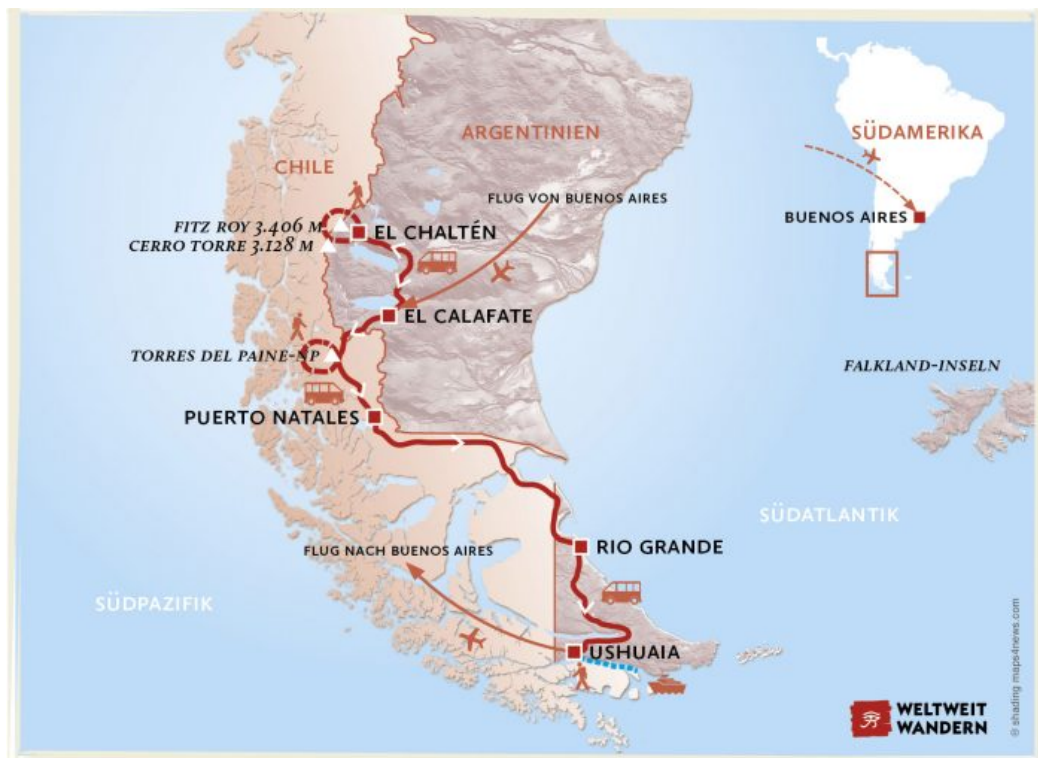 ARGENTINIEN
SÜDAMERIKA
CHILE
FLUG VON BUENOS AIRES
BUENOS AIRES
FITZ ROY 3.406 M
EL CHALTÉN
CERRO TORRE 3.128 M
EL CALAFATE
TORRES DEL PAINE-NP
FALKLAND-INSELN
PUERTO NATALES
SÜDATLANTIK
RIO GRANDE
FLUG NACH BUENOS AIRES
SÜDPAZIFIK
USHUAIA
WELTWEIT
WANDERN
© shading maps4news.com